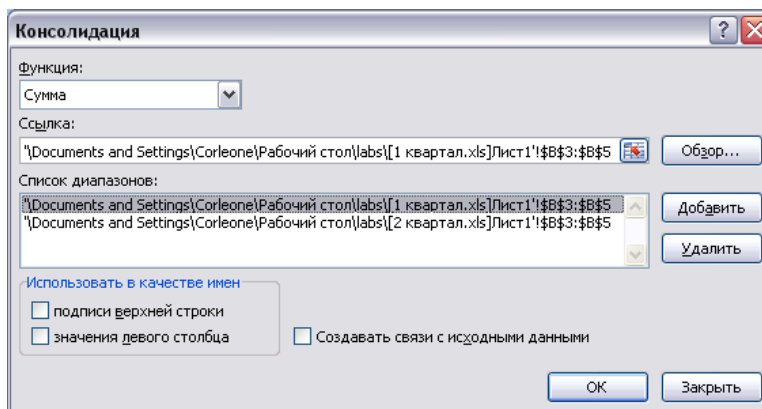 Консолидация
Функция:
Сумма
Ссылка:
'\Documents and Settings\Corleone\Рабочий стол\labs\[1 квартал.xls]Лист1'!$B$3:$B$5
Обзор...
Список диапазонов:
'\Documents and Settings\Corleone\Рабочий стол\labs\[1 квартал.xls]Лист1'!$B$3:$B$5
'\Documents and Settings\Corleone\Рабочий стол\labs\[2 квартал.xls]Лист1'!$B$3:$B$5
Добавить
Удалить
Использовать в качестве имен
подписи верхней строки
значения левого столбца
Создавать связи с исходными данными
ОК
Закрыть